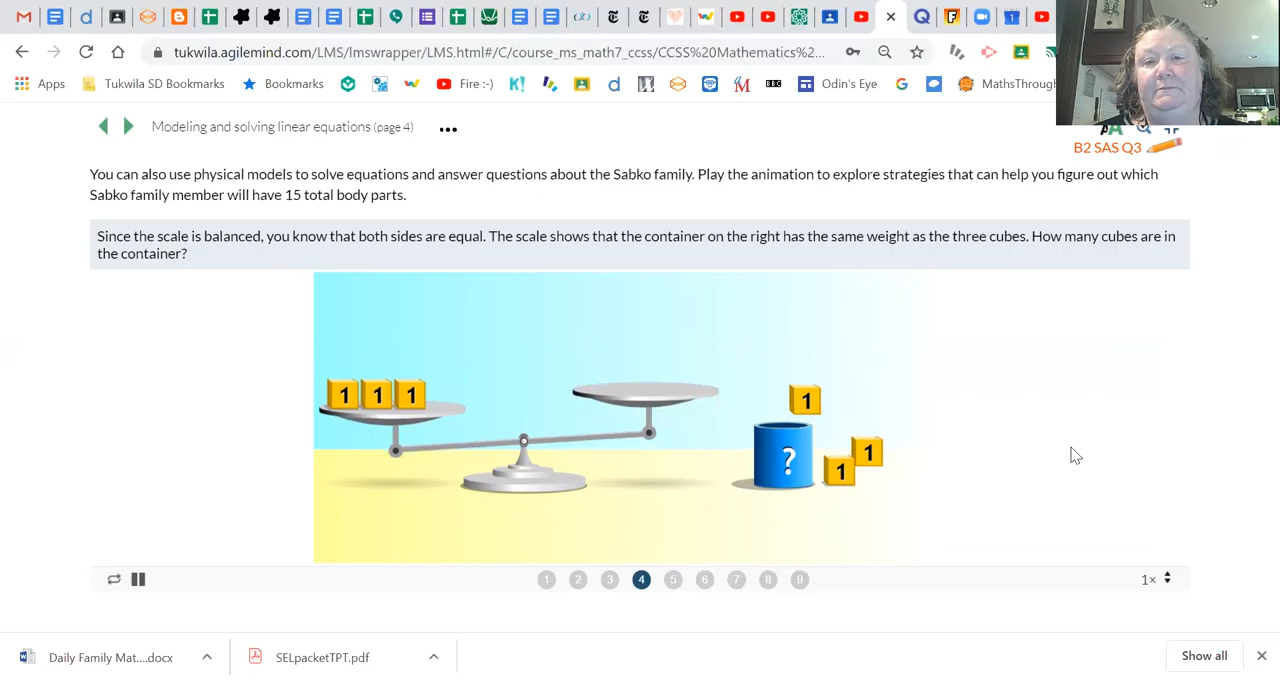 tukwila.agilemind.com/LMS/lmswrapper/LMS.html#/C/course_ms_math7_ccss/CCSS%20Mathematics%2...
Apps Tukwila SD Bookmarks Bookmarks Fire :-) K! BBC Odin's Eye MathsThrough
Modeling and solving linear equations (page 4)
B2 SAS Q3
You can also use physical models to solve equations and answer questions about the Sabko family. Play the animation to explore strategies that can help you figure out which
Sabko family member will have 15 total body parts.
Since the scale is balanced, you know that both sides are equal. The scale shows that the container on the right has the same weight as the three cubes. How many cubes are in
the container?
1 1 1 1
? 1 1
1 2 3 4 5 6 7 8 9 1×
Daily Family Mat....docx SELpacketTPT.pdf Show all